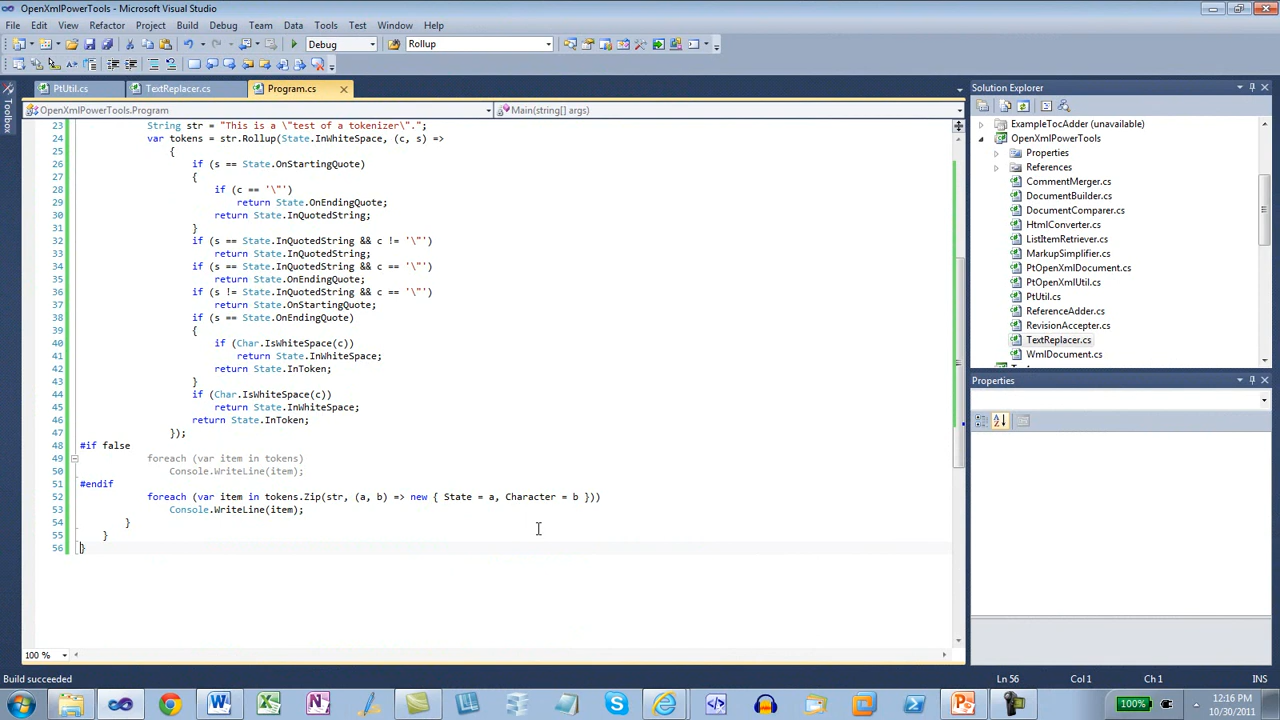 OpenXmlPowerTools - Microsoft Visual Studio
File Edit View Refactor Project Build Debug Team Data Tools Test Window Help
Debug Rollup
PtUtil.cs TextReplacer.cs Program.cs
OpenXmlPowerTools.Program Main(string[] args)
Toolbox
23 String str = "This is a \"test of a tokenizer\".";
24 var tokens = str.Rollup(State.InWhiteSpace, (c, s) =>
25 {
26 if (s == State.OnStartingQuote)
27 {
28 if (c == '\"')
29 return State.OnEndingQuote;
30 return State.InQuotedString;
31 }
32 if (s == State.InQuotedString && c != '\"')
33 return State.InQuotedString;
34 if (s == State.InQuotedString && c == '\"')
35 return State.OnEndingQuote;
36 if (s != State.InQuotedString && c == '\"')
37 return State.OnStartingQuote;
38 if (s == State.OnEndingQuote)
39 {
40 if (Char.IsWhiteSpace(c))
41 return State.InWhiteSpace;
42 return State.InToken;
43 }
44 if (Char.IsWhiteSpace(c))
45 return State.InWhiteSpace;
46 return State.InToken;
47 });
48 #if false
49 foreach (var item in tokens)
50 Console.WriteLine(item);
51 #endif
52 foreach (var item in tokens.Zip(str, (a, b) => new { State = a, Character = b }))
53 Console.WriteLine(item);
54 }
55 }
56 }
100 %
Solution Explorer
ExampleTocAdder (unavailable)
OpenXmlPowerTools
Properties
References
CommentMerger.cs
DocumentBuilder.cs
DocumentComparer.cs
HtmlConverter.cs
ListItemRetriever.cs
MarkupSimplifier.cs
PtOpenXmlDocument.cs
PtOpenXmlUtil.cs
PtUtil.cs
ReferenceAdder.cs
RevisionAccepter.cs
TextReplacer.cs
WmlDocument.cs
Properties
Build succeeded Ln 56 Col 1 Ch 1 INS
100% 12:16 PM
10/30/2011